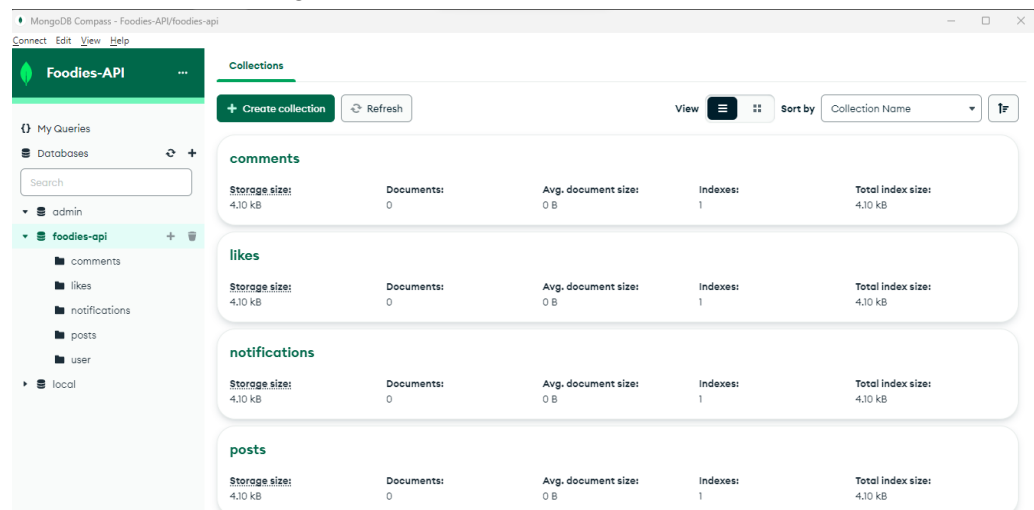 MongoDB Compass - Foodies-API/foodies-api
Connect Edit View Help
Foodies-API ...
My Queries
Databases
Search
admin
foodies-api
comments
likes
notifications
posts
user
local
Collections
Create collection Refresh View Sort by Collection Name
comments
Storage size: Documents: Avg. document size: Indexes: Total index size:
4.10 kB 0 0 B 1 4.10 kB
likes
Storage size: Documents: Avg. document size: Indexes: Total index size:
4.10 kB 0 0 B 1 4.10 kB
notifications
Storage size: Documents: Avg. document size: Indexes: Total index size:
4.10 kB 0 0 B 1 4.10 kB
posts
Storage size: Documents: Avg. document size: Indexes: Total index size:
4.10 kB 0 0 B 1 4.10 kB